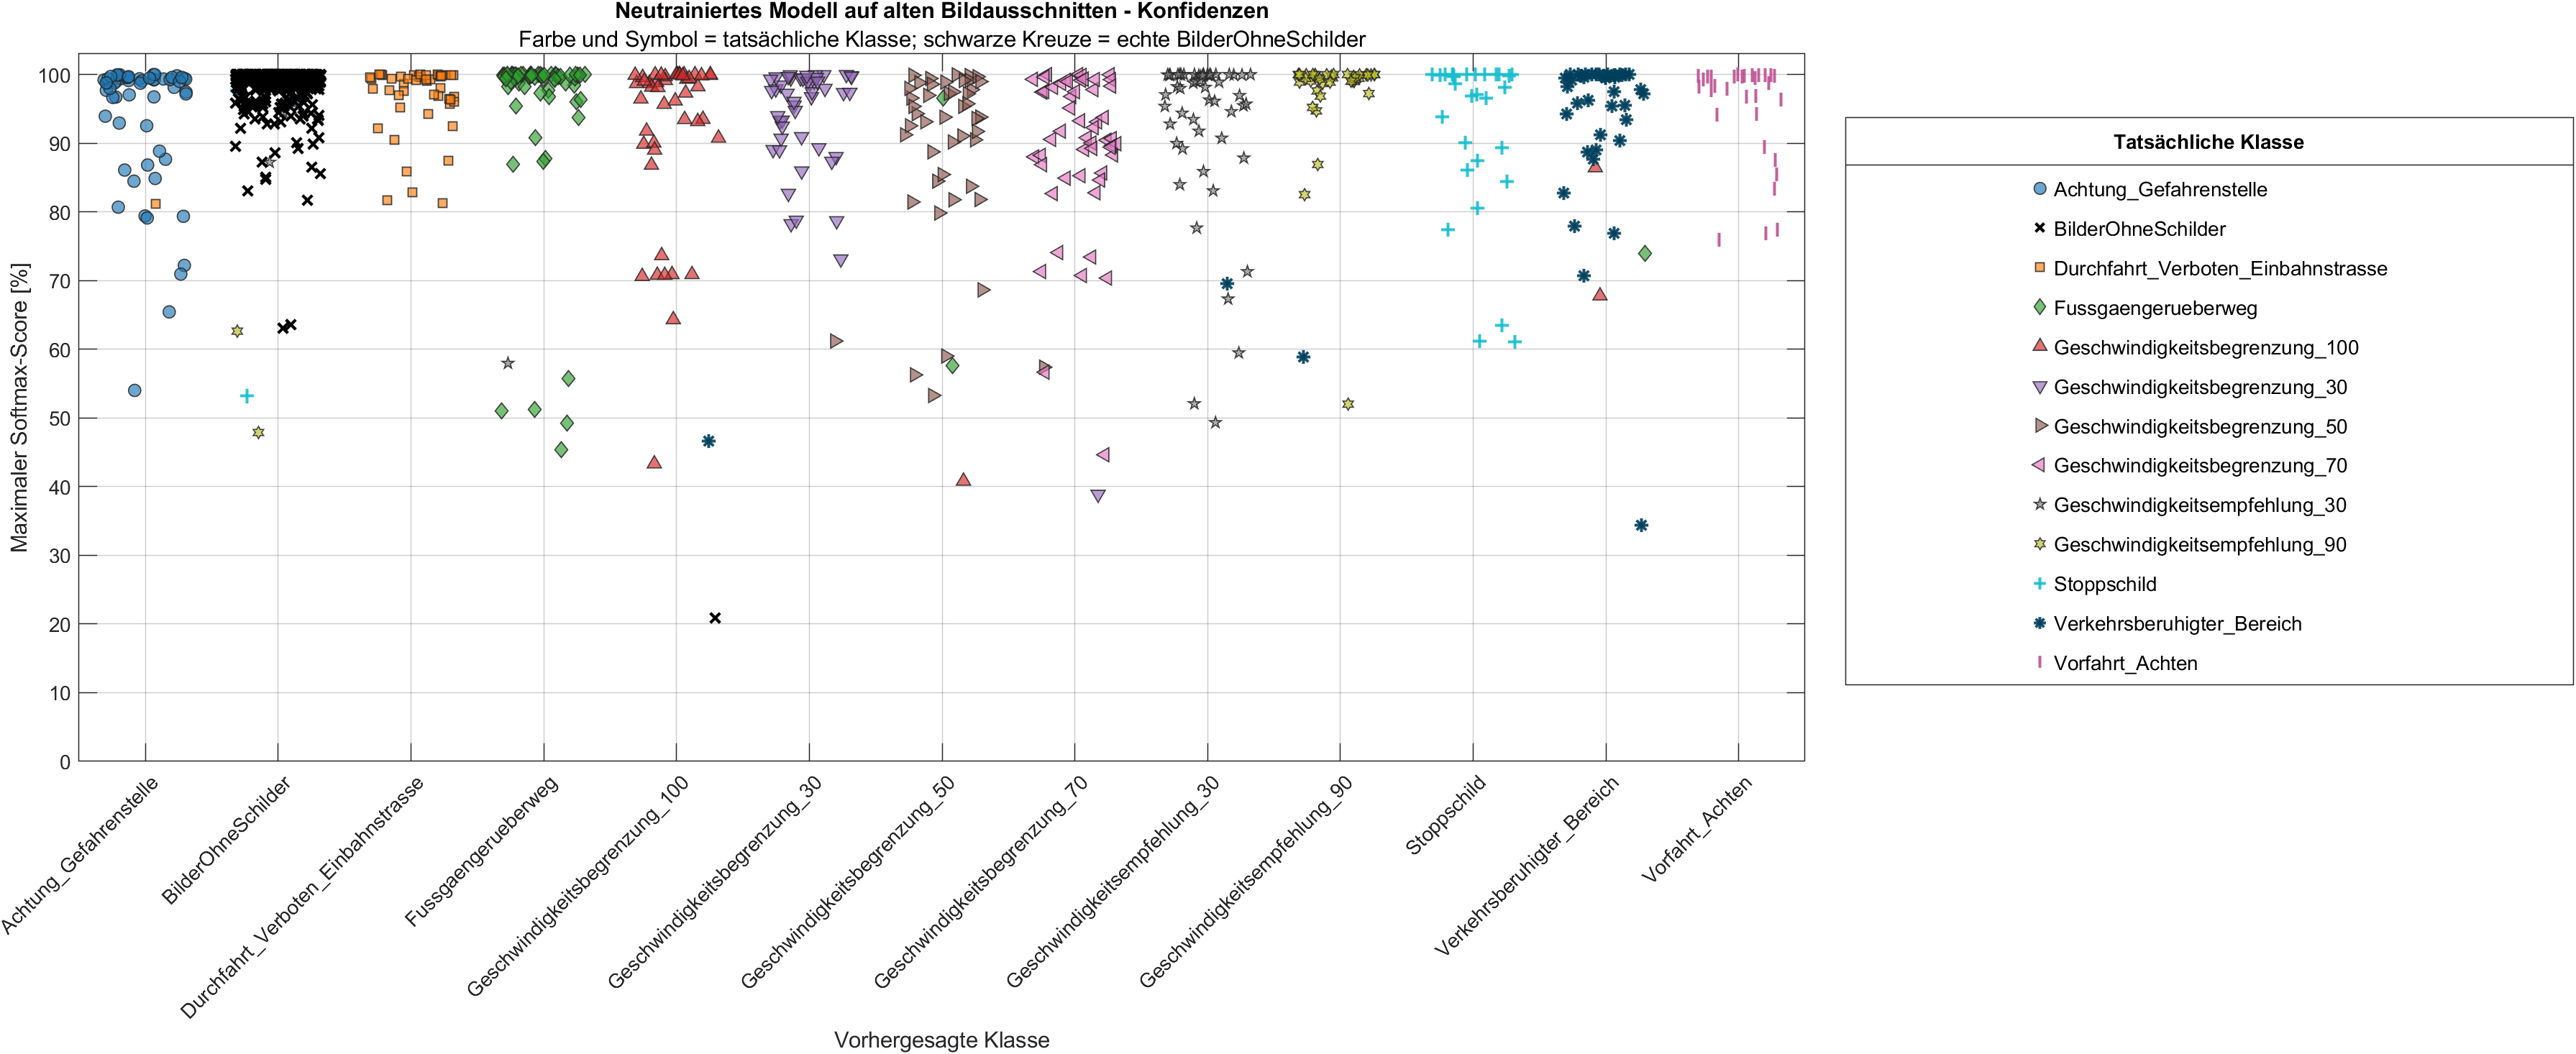 Neutrainiertes Modell auf alten Bildausschnitten - Konfidenzen
Farbe und Symbol = tatsächliche Klasse; schwarze Kreuze = echte BilderOhneSchilder
Maximaler Softmax-Score [%]
100
90
80
70
60
50
40
30
20
10
0
Achtung_Gefahrenstelle
BilderOhneSchilder
Durchfahrt_Verboten_Einbahnstrasse
Fussgaengerueberweg
Geschwindigkeitsbegrenzung_100
Geschwindigkeitsbegrenzung_30
Geschwindigkeitsbegrenzung_50
Geschwindigkeitsbegrenzung_70
Geschwindigkeitsempfehlung_30
Geschwindigkeitsempfehlung_90
Stoppschild
Verkehrsberuhigter_Bereich
Vorfahrt_Achten
Vorhergesagte Klasse
Tatsächliche Klasse
Achtung_Gefahrenstelle
BilderOhneSchilder
Durchfahrt_Verboten_Einbahnstrasse
Fussgaengerueberweg
Geschwindigkeitsbegrenzung_100
Geschwindigkeitsbegrenzung_30
Geschwindigkeitsbegrenzung_50
Geschwindigkeitsbegrenzung_70
Geschwindigkeitsempfehlung_30
Geschwindigkeitsempfehlung_90
Stoppschild
Verkehrsberuhigter_Bereich
Vorfahrt_Achten